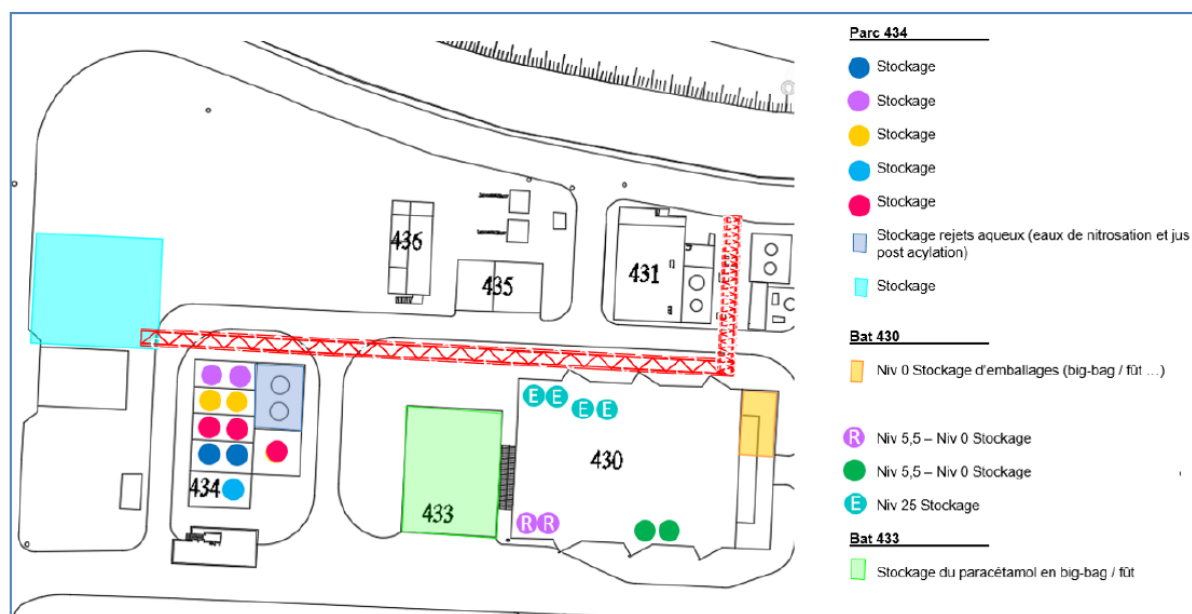 Parc 434
Stockage
Stockage
Stockage
Stockage
Stockage
Stockage rejets aqueux (eaux de nitrosation et jus
post acylation)
Stockage
Bat 430
Niv 0 Stockage d'emballages (big-bag / fût ...)
R Niv 5,5 – Niv 0 Stockage
Niv 5,5 – Niv 0 Stockage
E Niv 25 Stockage
Bat 433
Stockage du paracétamol en big-bag / fût
436
435
431
E E E E
430
434
433
R R